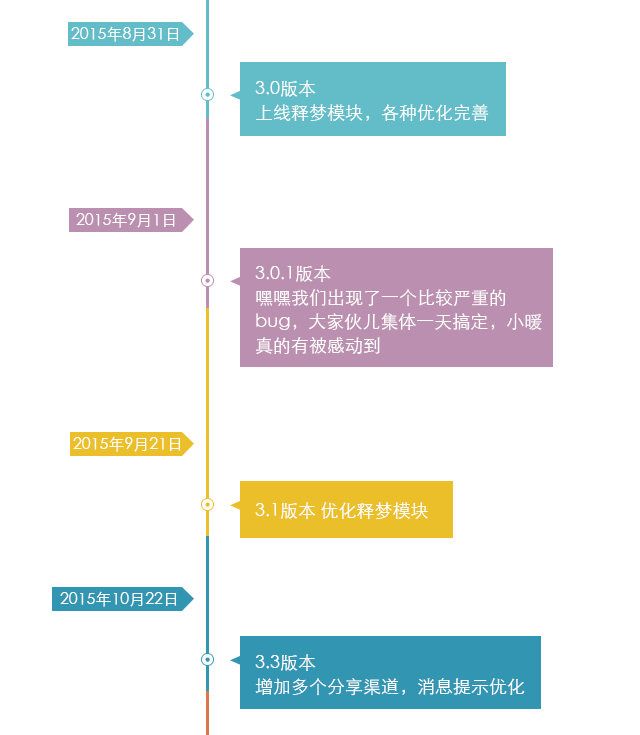 2015年8月31日
3.0版本
上线释梦模块，各种优化完善
2015年9月1日
3.0.1版本
嘿嘿我们出现了一个比较严重的
bug，大家伙儿集体一天搞定，小暖
真的有被感动到
2015年9月21日
3.1版本 优化释梦模块
2015年10月22日
3.3版本
增加多个分享渠道，消息提示优化